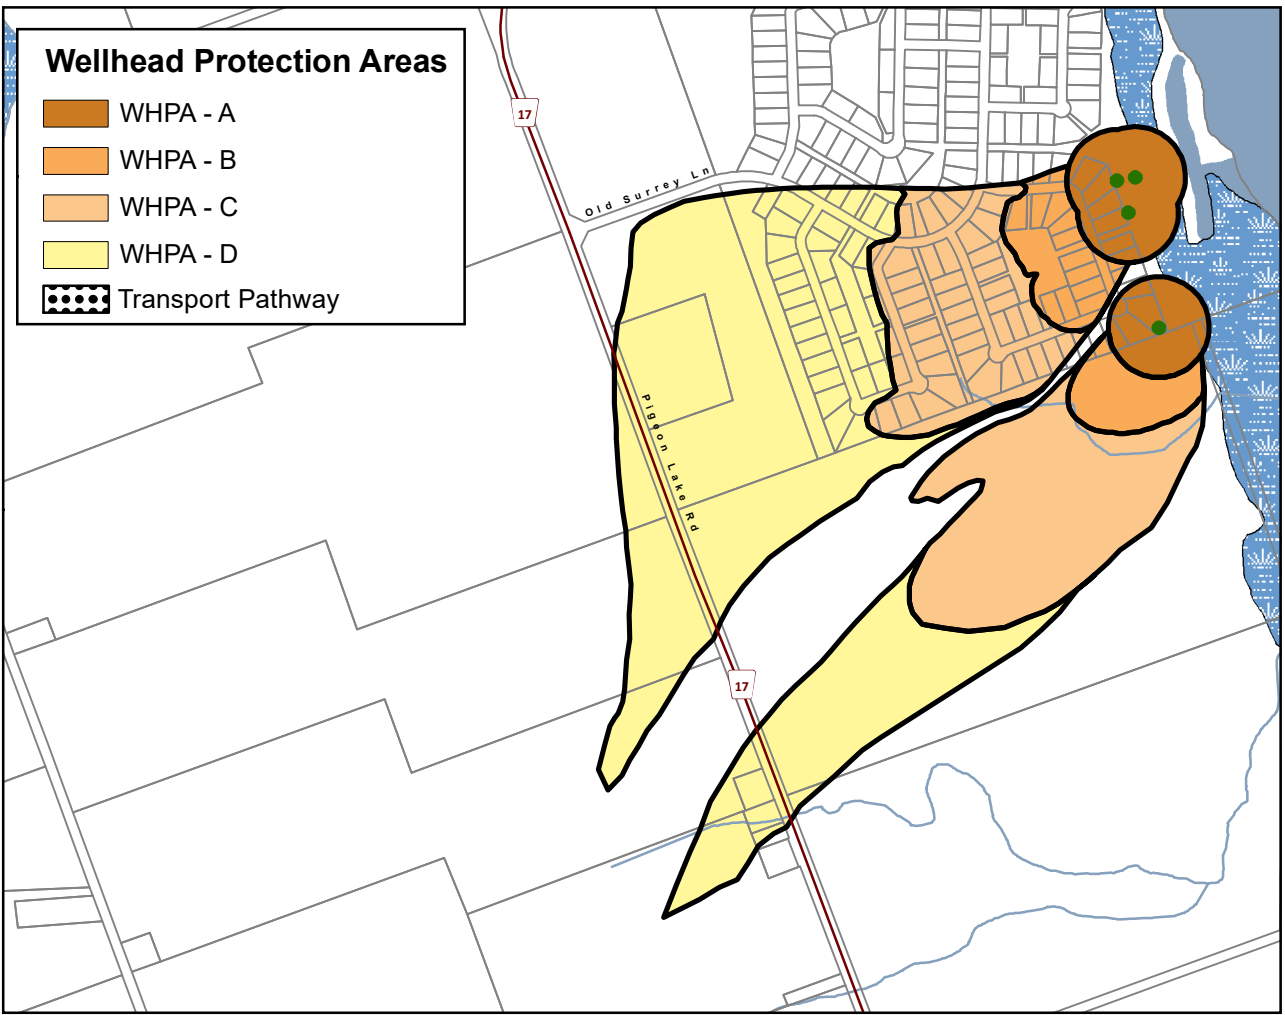 Wellhead Protection Areas
WHPA - A
WHPA - B
WHPA - C
WHPA - D
Transport Pathway
17
Old Surrey Ln
Pigeon Lake Rd
17